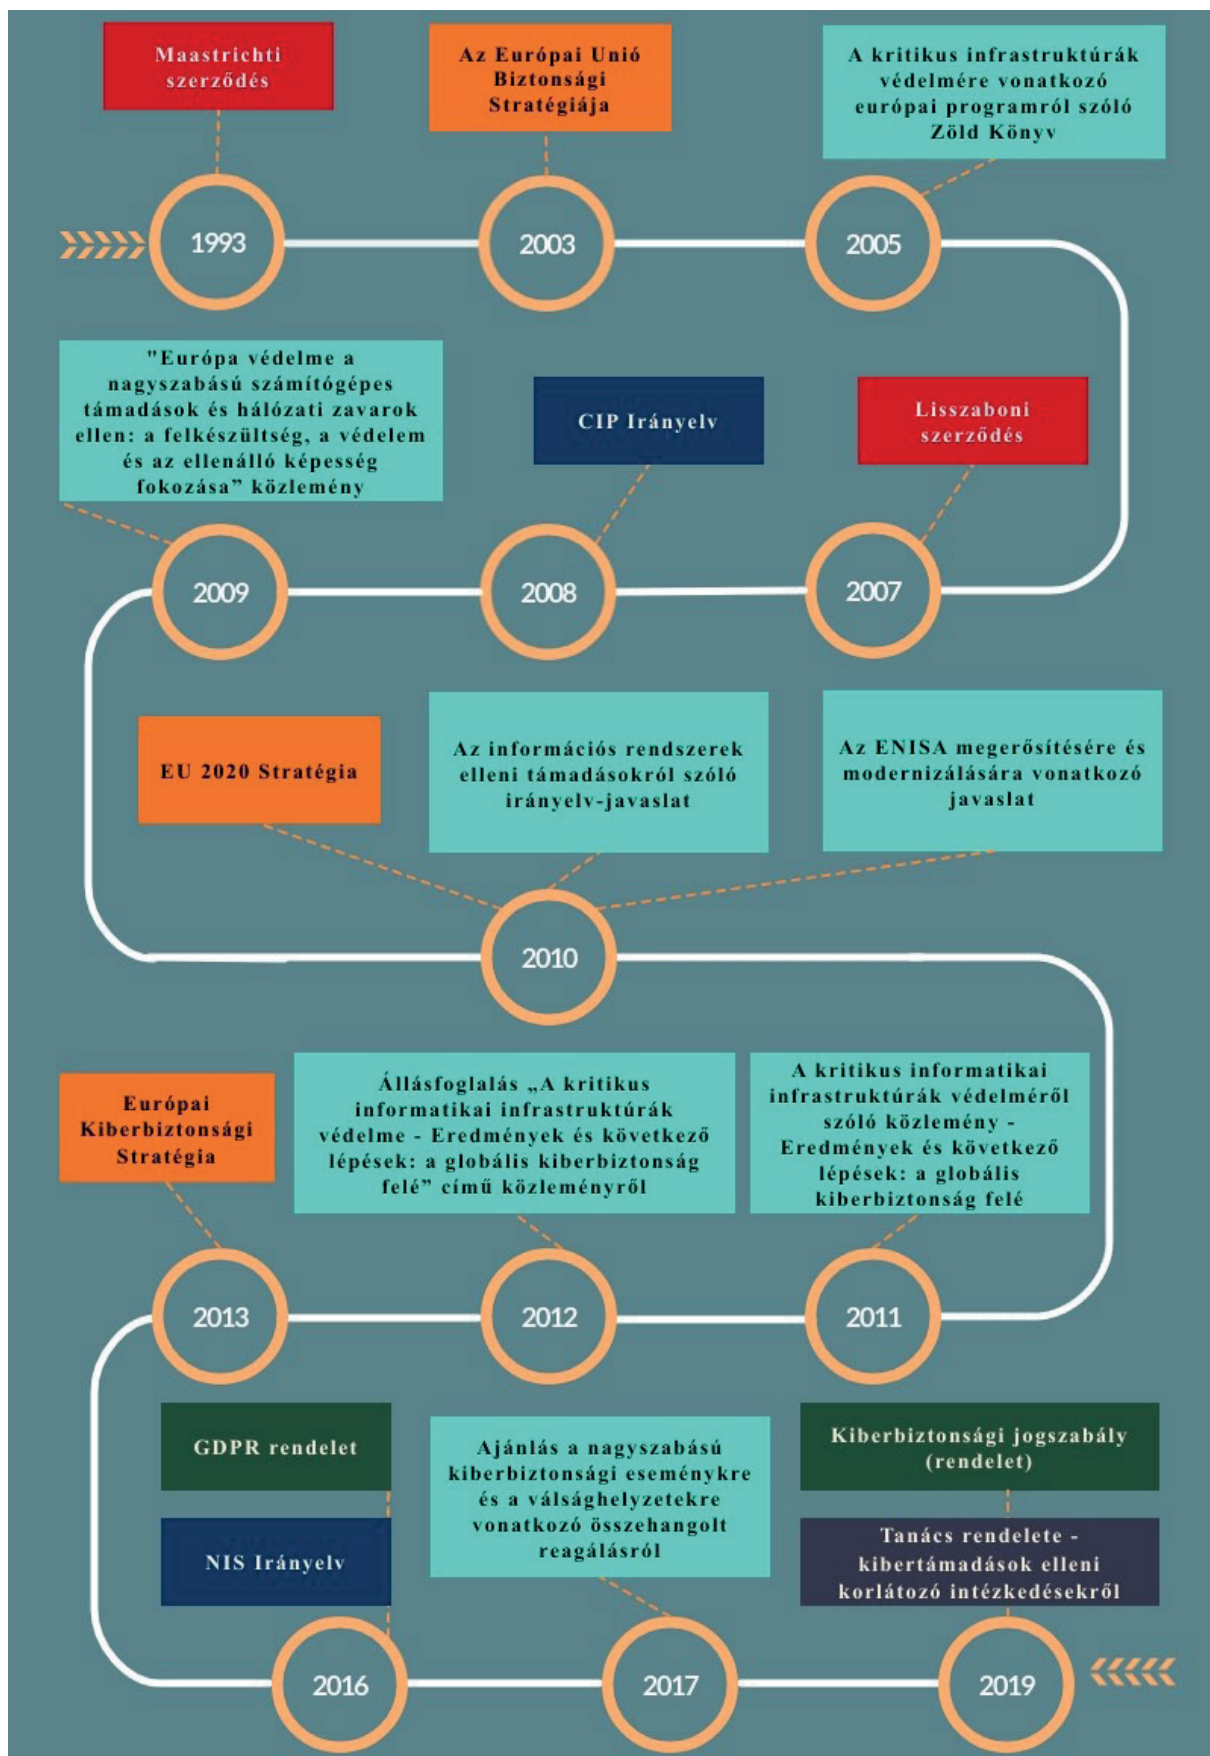 Maastrichti
szerződés
Az Európai Unió
Biztonsági
Stratégiája
A kritikus infrastruktúrák
védelmére vonatkozó
európai programról szóló
Zöld Könyv
1993
2003
2005
"Európa védelme a
nagyszabású számítógépes
támadások és hálózati zavarok
ellen: a felkészültség, a védelem
és az ellenálló képesség
fokozása” közlemény
CIP Irányelv
Lisszaboni
szerződés
2009
2008
2007
EU 2020 Stratégia
Az információs rendszerek
elleni támadásokról szóló
irányelv-javaslat
Az ENISA megerősítésére és
modernizálására vonatkozó
javaslat
2010
Európai
Kiberbiztonsági
Stratégia
Állásfoglalás „A kritikus
informatikai infrastruktúrák
védelme - Eredmények és következő
lépések: a globális kiberbiztonság
felé” című közleményről
A kritikus informatikai
infrastruktúrák védelméről
szóló közlemény -
Eredmények és következő
lépések: a globális
kiberbiztonság felé
2013
2012
2011
GDPR rendelet
NIS Irányelv
Ajánlás a nagyszabású
kiberbiztonsági eseménykre
és a válsághelyzetekre
vonatkozó összehangolt
reagálásról
Kiberbiztonsági jogszabály
(rendelet)
Tanács rendelete -
kibertámadások elleni
korlátozó intézkedésekről
2016
2017
2019